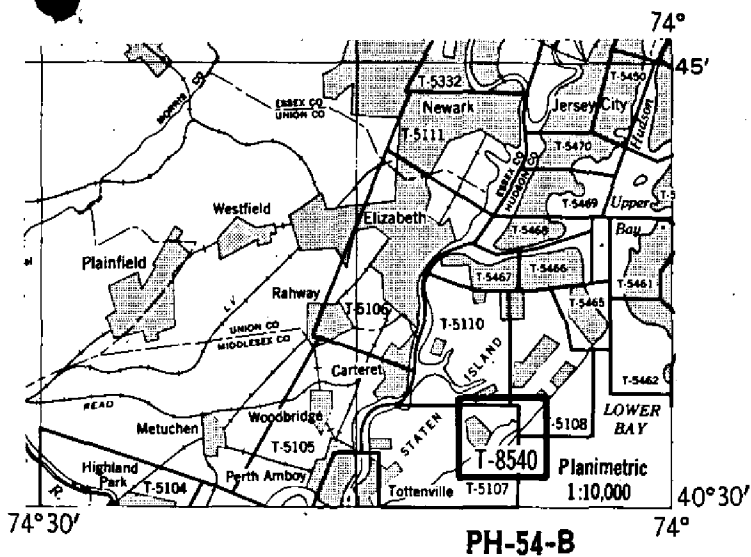 74°
45'
MORRIS CO
ESSEX CO
UNION CO
T-5332
Newark
T-5111
Jersey City
T-5450
Hudson
T-5470
ESSEX CO
HUDSON CO
T-5469
Upper
Bay
T-5468
Westfield
Elizabeth
Plainfield
T-5467
T-5466
T-5461
T-5465
Rahway
T-5106
T-5110
LV
UNION CO
MIDDLESEX CO
Carteret
STATEN ISLAND
T-5462
READ
LOWER
BAY
Metuchen
Woodbridge
T-5105
T-5108
T-8540
Planimetric
1:10,000
Highland
Park
T-5104
Perth Amboy
Tottenville
T-5107
R.
40°30'
74°30'
74°
PH-54-B